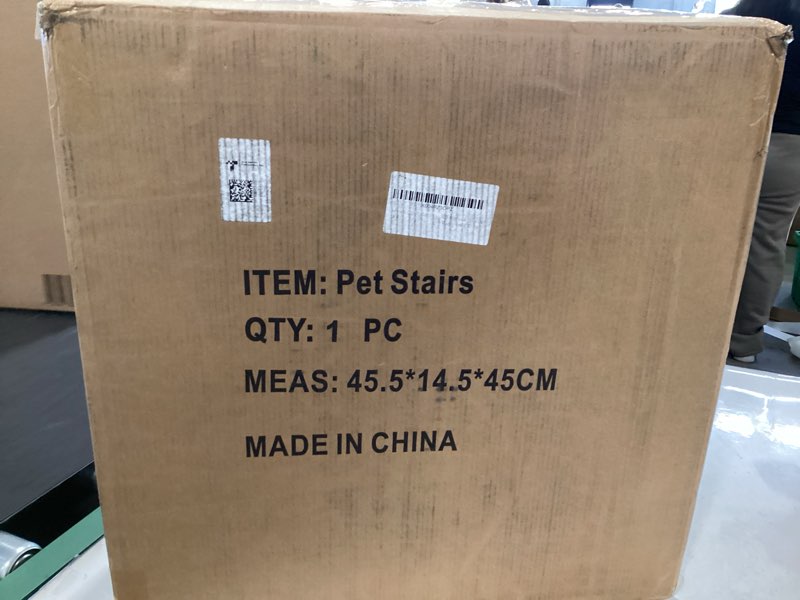 ITEM: Pet Stairs
QTY: 1 PC
MEAS: 45.5*14.5*45CM
MADE IN CHINA